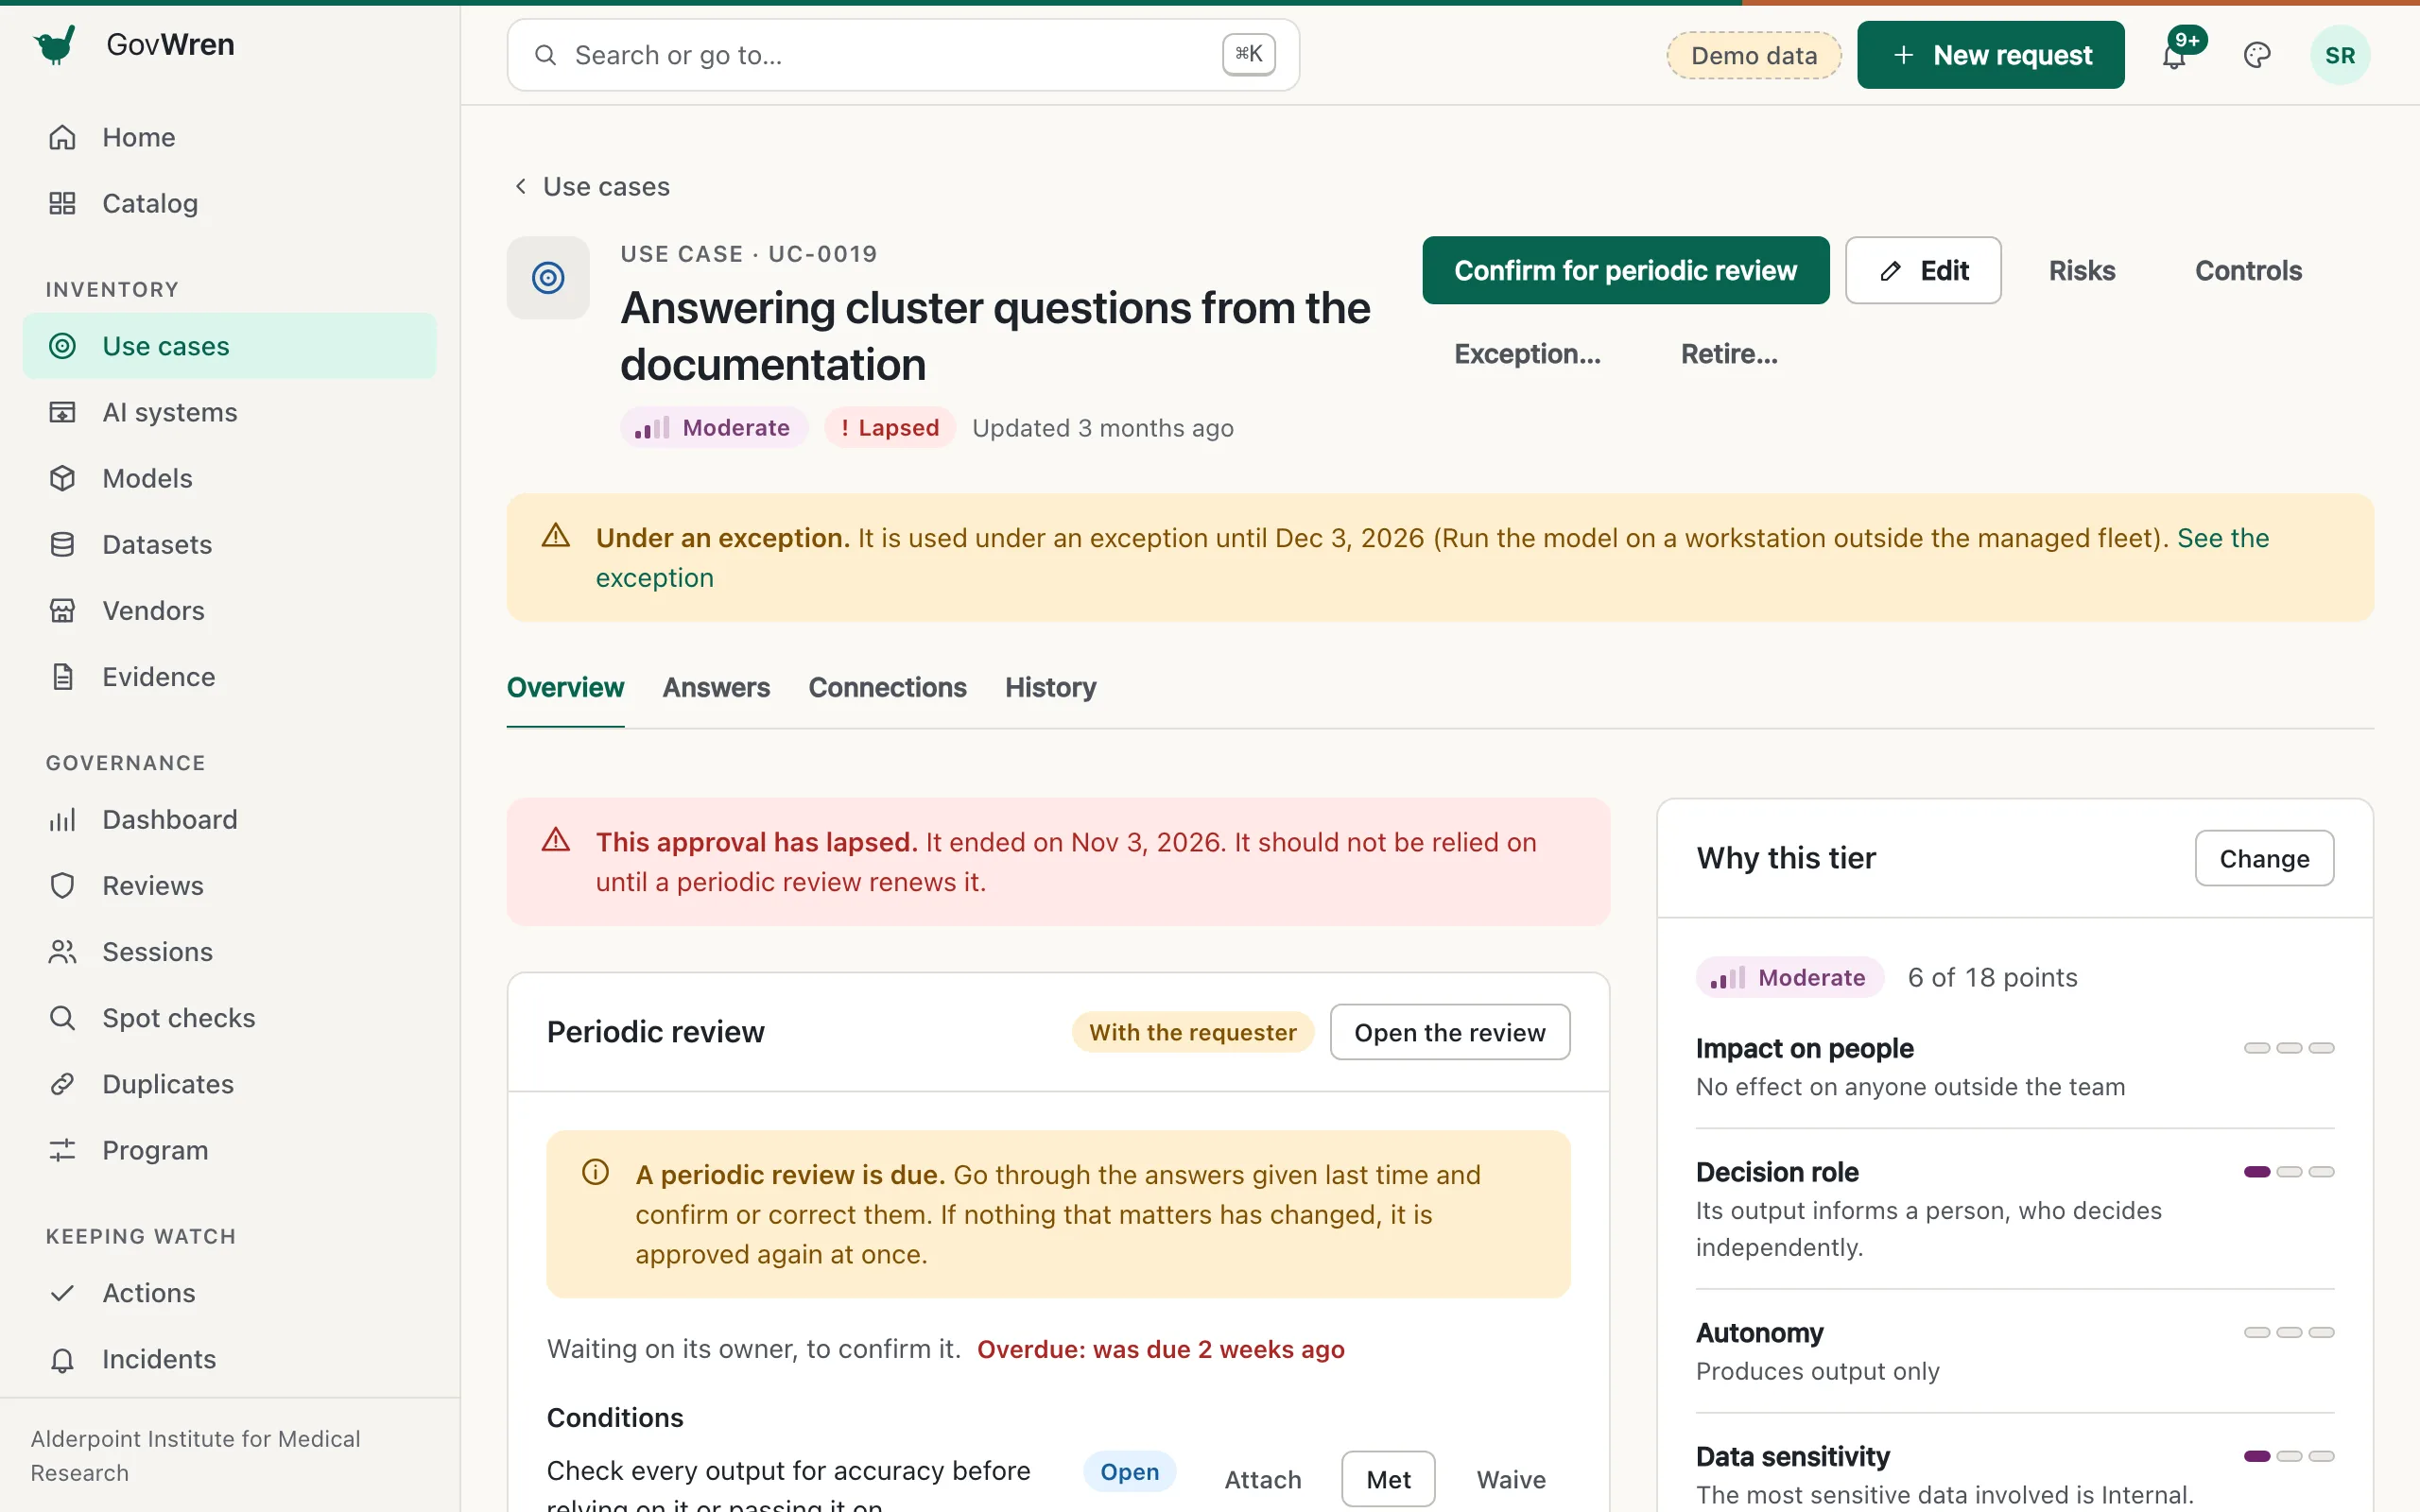 GovWren
Search or go to...
⌘K
Demo data
+ New request
9+
SR
Home
Catalog
INVENTORY
Use cases
AI systems
Models
Datasets
Vendors
Evidence
GOVERNANCE
Dashboard
Reviews
Sessions
Spot checks
Duplicates
Program
KEEPING WATCH
Actions
Incidents
Alderpoint Institute for Medical
Research
Use cases
USE CASE · UC-0019
Answering cluster questions from the
documentation
Moderate
! Lapsed
Updated 3 months ago
Confirm for periodic review
Edit
Risks
Controls
Exception...
Retire...
Under an exception. It is used under an exception until Dec 3, 2026 (Run the model on a workstation outside the managed fleet). See the
exception
Overview
Answers
Connections
History
This approval has lapsed. It ended on Nov 3, 2026. It should not be relied on
until a periodic review renews it.
Periodic review
With the requester
Open the review
A periodic review is due. Go through the answers given last time and
confirm or correct them. If nothing that matters has changed, it is
approved again at once.
Waiting on its owner, to confirm it. Overdue: was due 2 weeks ago
Conditions
Check every output for accuracy before
relying on it or passing it on
Open
Attach
Met
Waive
Why this tier
Change
Moderate
6 of 18 points
Impact on people
No effect on anyone outside the team
Decision role
Its output informs a person, who decides
independently.
Autonomy
Produces output only
Data sensitivity
The most sensitive data involved is Internal.